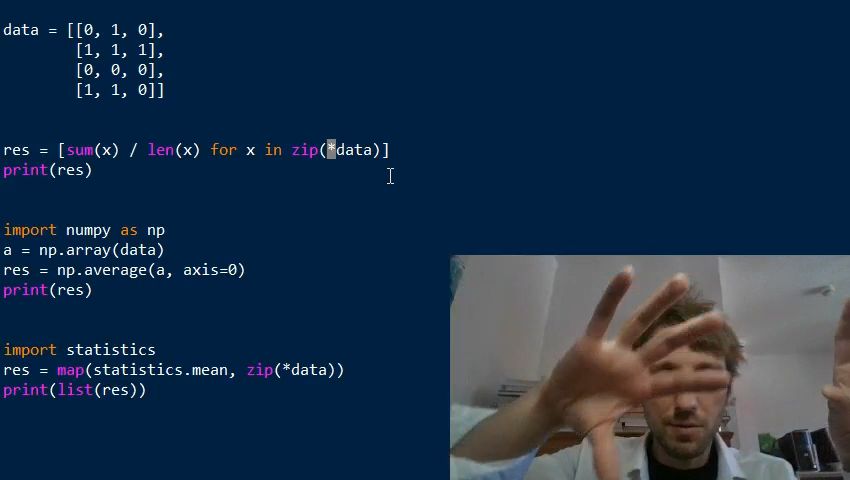 data = [[0, 1, 0],
[1, 1, 1],
[0, 0, 0],
[1, 1, 0]]
res = [sum(x) / len(x) for x in zip(*data)]
print(res)
import numpy as np
a = np.array(data)
res = np.average(a, axis=0)
print(res)
import statistics
res = map(statistics.mean, zip(*data))
print(list(res))